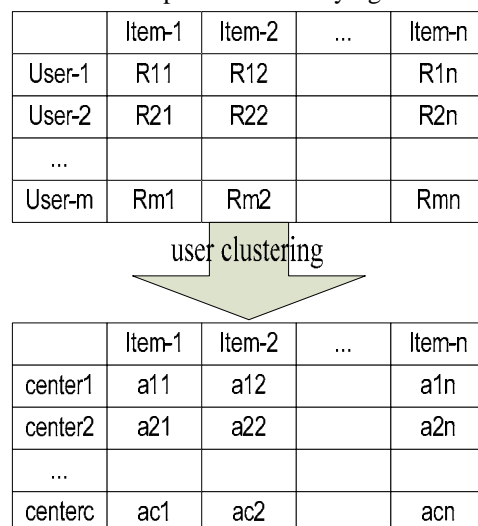 Item-1 Item-2 ... Item-n
User-1 R11 R12 R1n
User-2 R21 R22 R2n
...
User-m Rm1 Rm2 Rmn
user clustering
Item-1 Item-2 ... Item-n
center1 a11 a12 a1n
center2 a21 a22 a2n
...
centerc ac1 ac2 acn